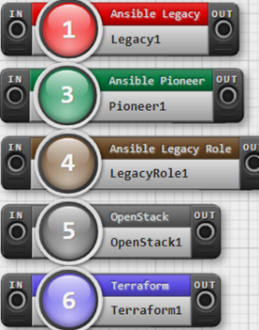 IN Ansible Legacy OUT
1 Legacy1
IN Ansible Pioneer OUT
3 Pioneer1
IN Ansible Legacy Role OUT
4 LegacyRole1
IN OpenStack OUT
5 OpenStack1
IN Terraform OUT
6 Terraform1